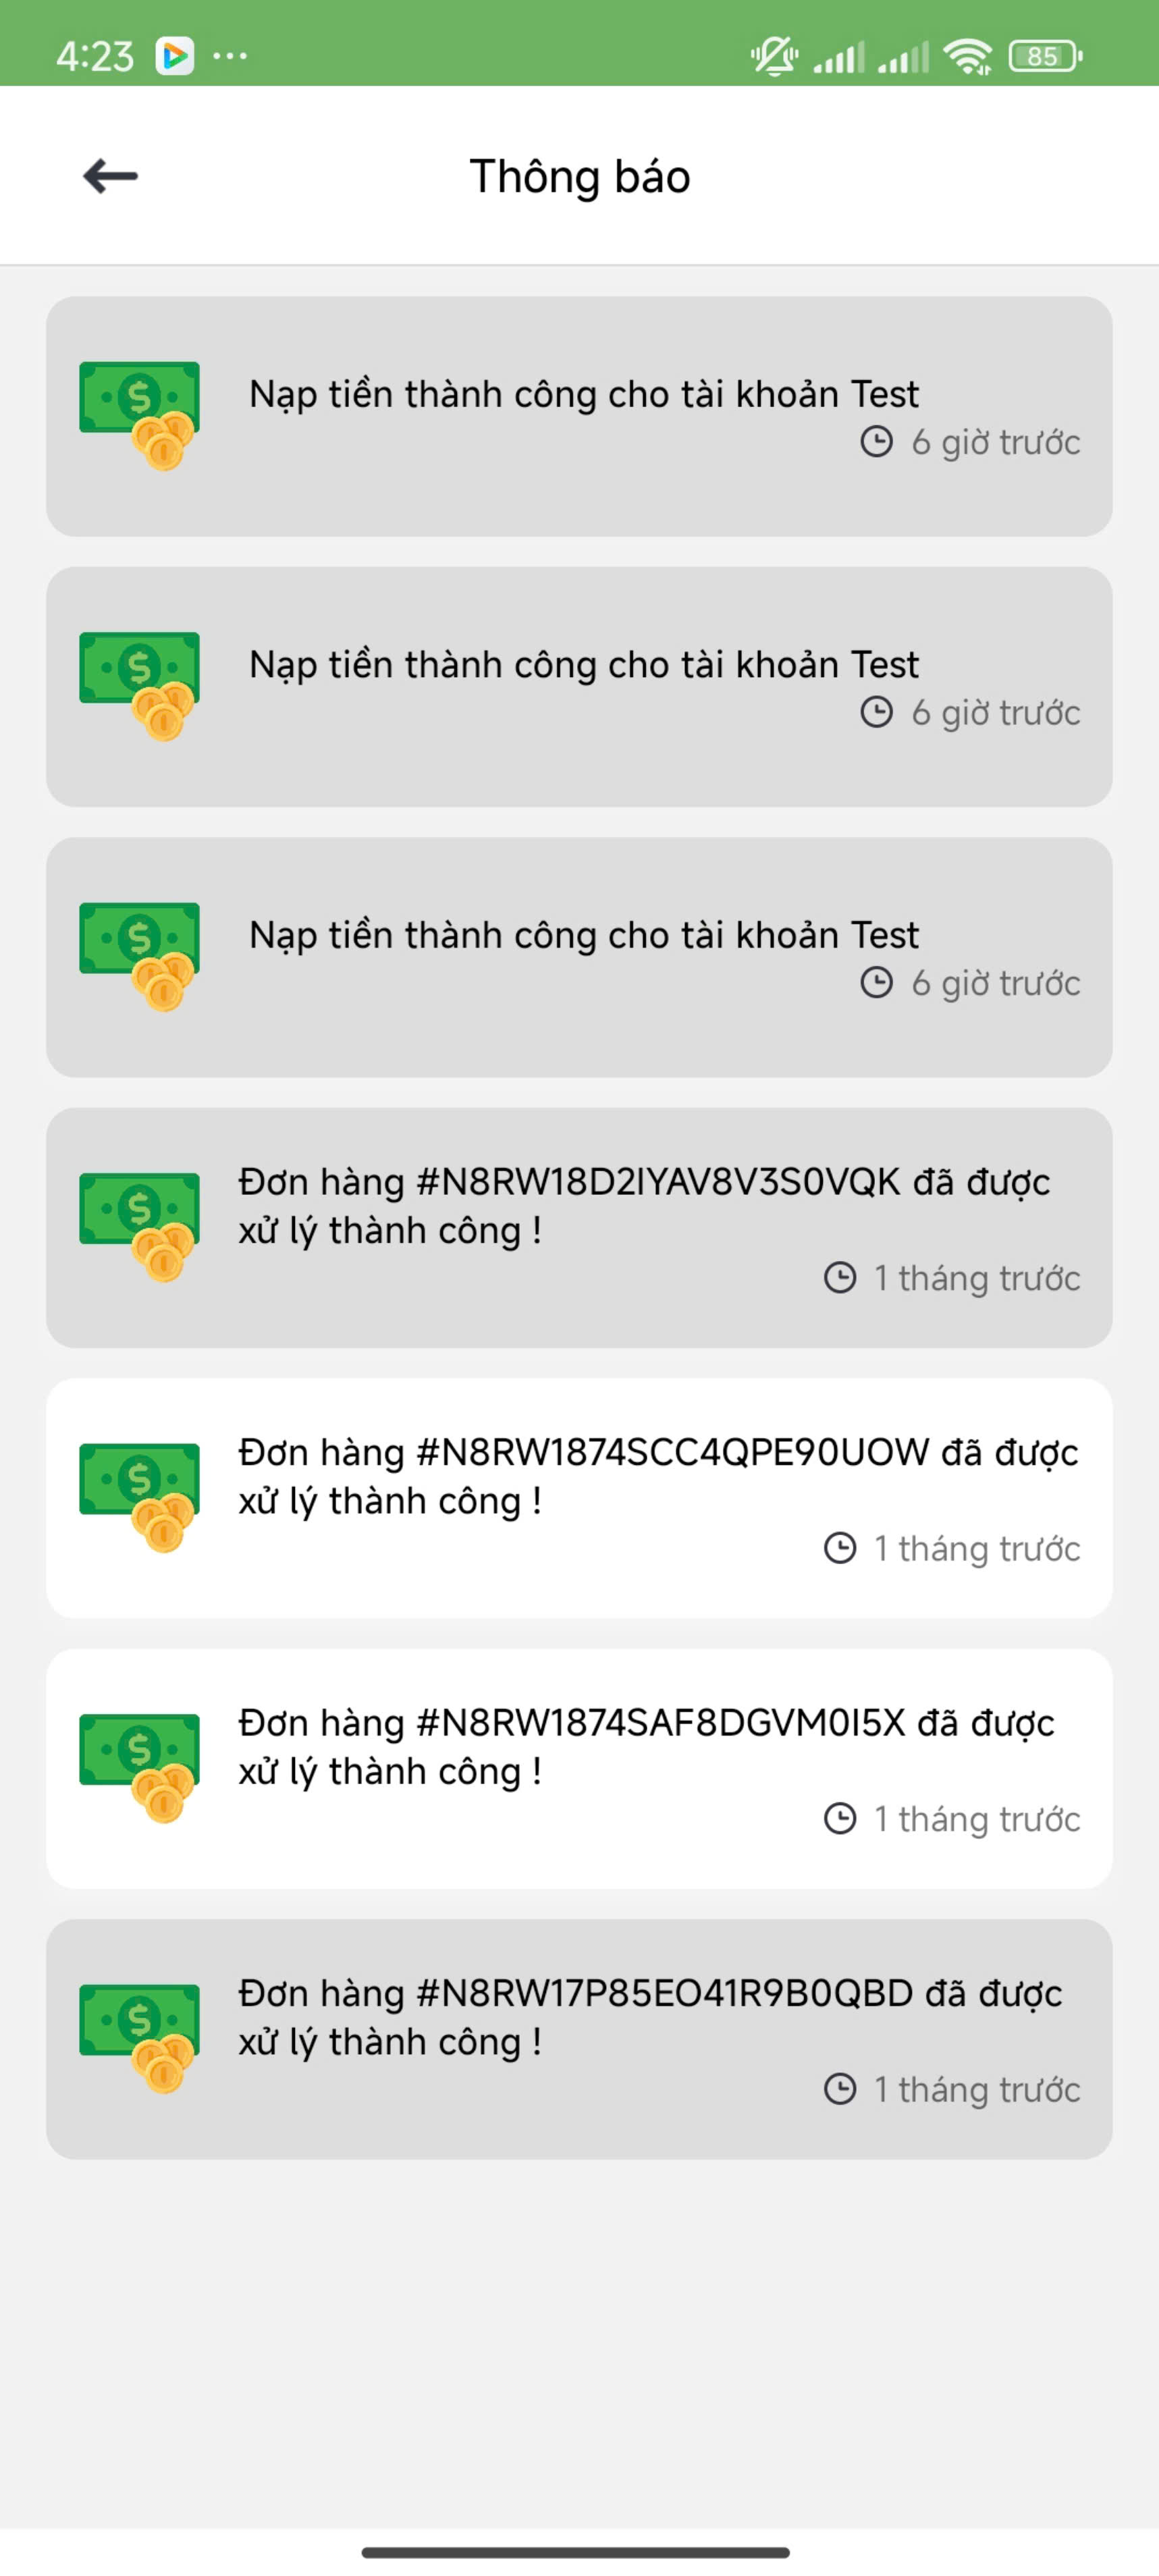 4:23
85
Thông báo
Nạp tiền thành công cho tài khoản Test
6 giờ trước
Nạp tiền thành công cho tài khoản Test
6 giờ trước
Nạp tiền thành công cho tài khoản Test
6 giờ trước
Đơn hàng #N8RW18D2IYAV8V3S0VQK đã được
xử lý thành công !
1 tháng trước
Đơn hàng #N8RW1874SCC4QPE90UOW đã được
xử lý thành công !
1 tháng trước
Đơn hàng #N8RW1874SAF8DGVM0I5X đã được
xử lý thành công !
1 tháng trước
Đơn hàng #N8RW17P85EO41R9B0QBD đã được
xử lý thành công !
1 tháng trước